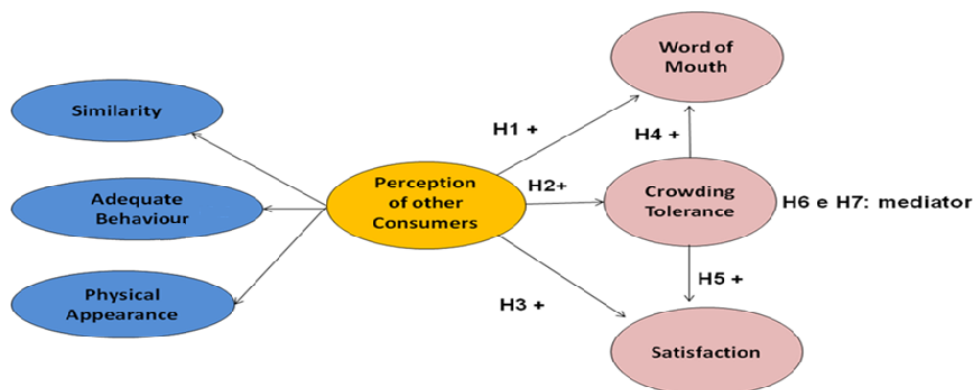 Word of
Mouth
Similarity
H1 +
H4 +
Adequate
Behaviour
Perception
of other
Consumers
H2+
Crowding
Tolerance
H6 e H7: mediator
Physical
Appearance
H3 +
H5 +
Satisfaction